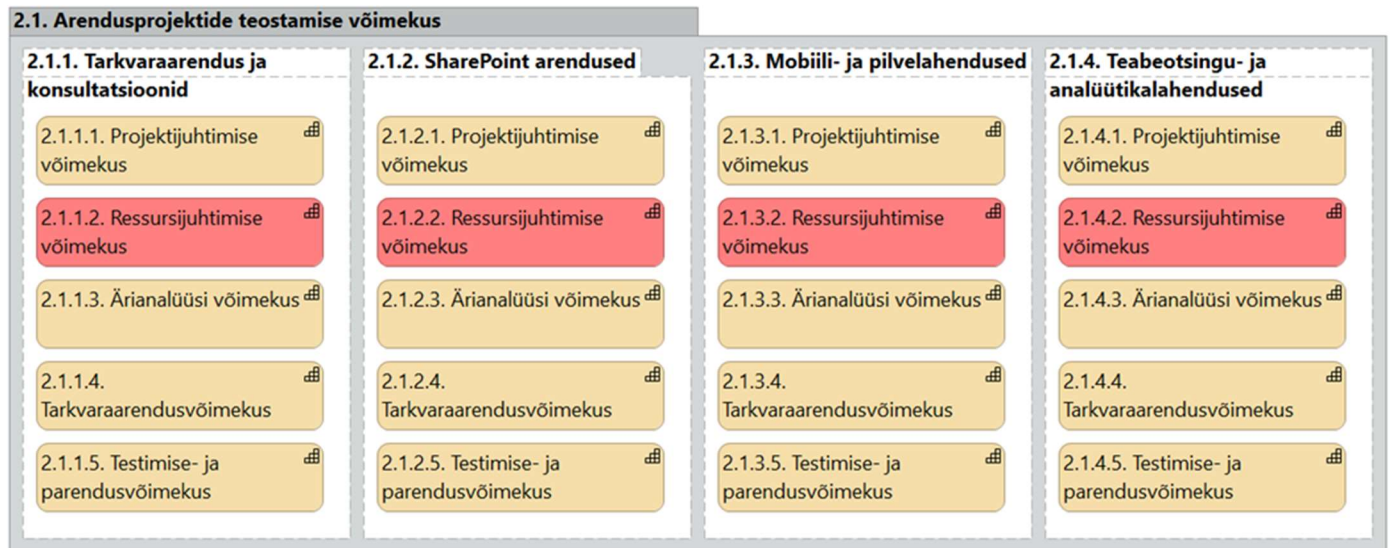 2.1. Arendusprojektide teostamise võimekus
2.1.1. Tarkvaraarendus ja
konsultatsioonid
2.1.1.1. Projektijuhtimise
võimekus
2.1.1.2. Ressursijuhtimise
võimekus
2.1.1.3. Ärianalüüsi võimekus
2.1.1.4.
Tarkvaraarendusvõimekus
2.1.1.5. Testimise- ja
parendusvõimekus
2.1.2. SharePoint arendused
2.1.2.1. Projektijuhtimise
võimekus
2.1.2.2. Ressursijuhtimise
võimekus
2.1.2.3. Ärianalüüsi võimekus
2.1.2.4.
Tarkvaraarendusvõimekus
2.1.2.5. Testimise- ja
parendusvõimekus
2.1.3. Mobiili- ja pilvelahendused
2.1.3.1. Projektijuhtimise
võimekus
2.1.3.2. Ressursijuhtimise
võimekus
2.1.3.3. Ärianalüüsi võimekus
2.1.3.4.
Tarkvaraarendusvõimekus
2.1.3.5. Testimise- ja
parendusvõimekus
2.1.4. Teabeotsingu- ja
analüütikalahendused
2.1.4.1. Projektijuhtimise
võimekus
2.1.4.2. Ressursijuhtimise
võimekus
2.1.4.3. Ärianalüüsi võimekus
2.1.4.4.
Tarkvaraarendusvõimekus
2.1.4.5. Testimise- ja
parendusvõimekus